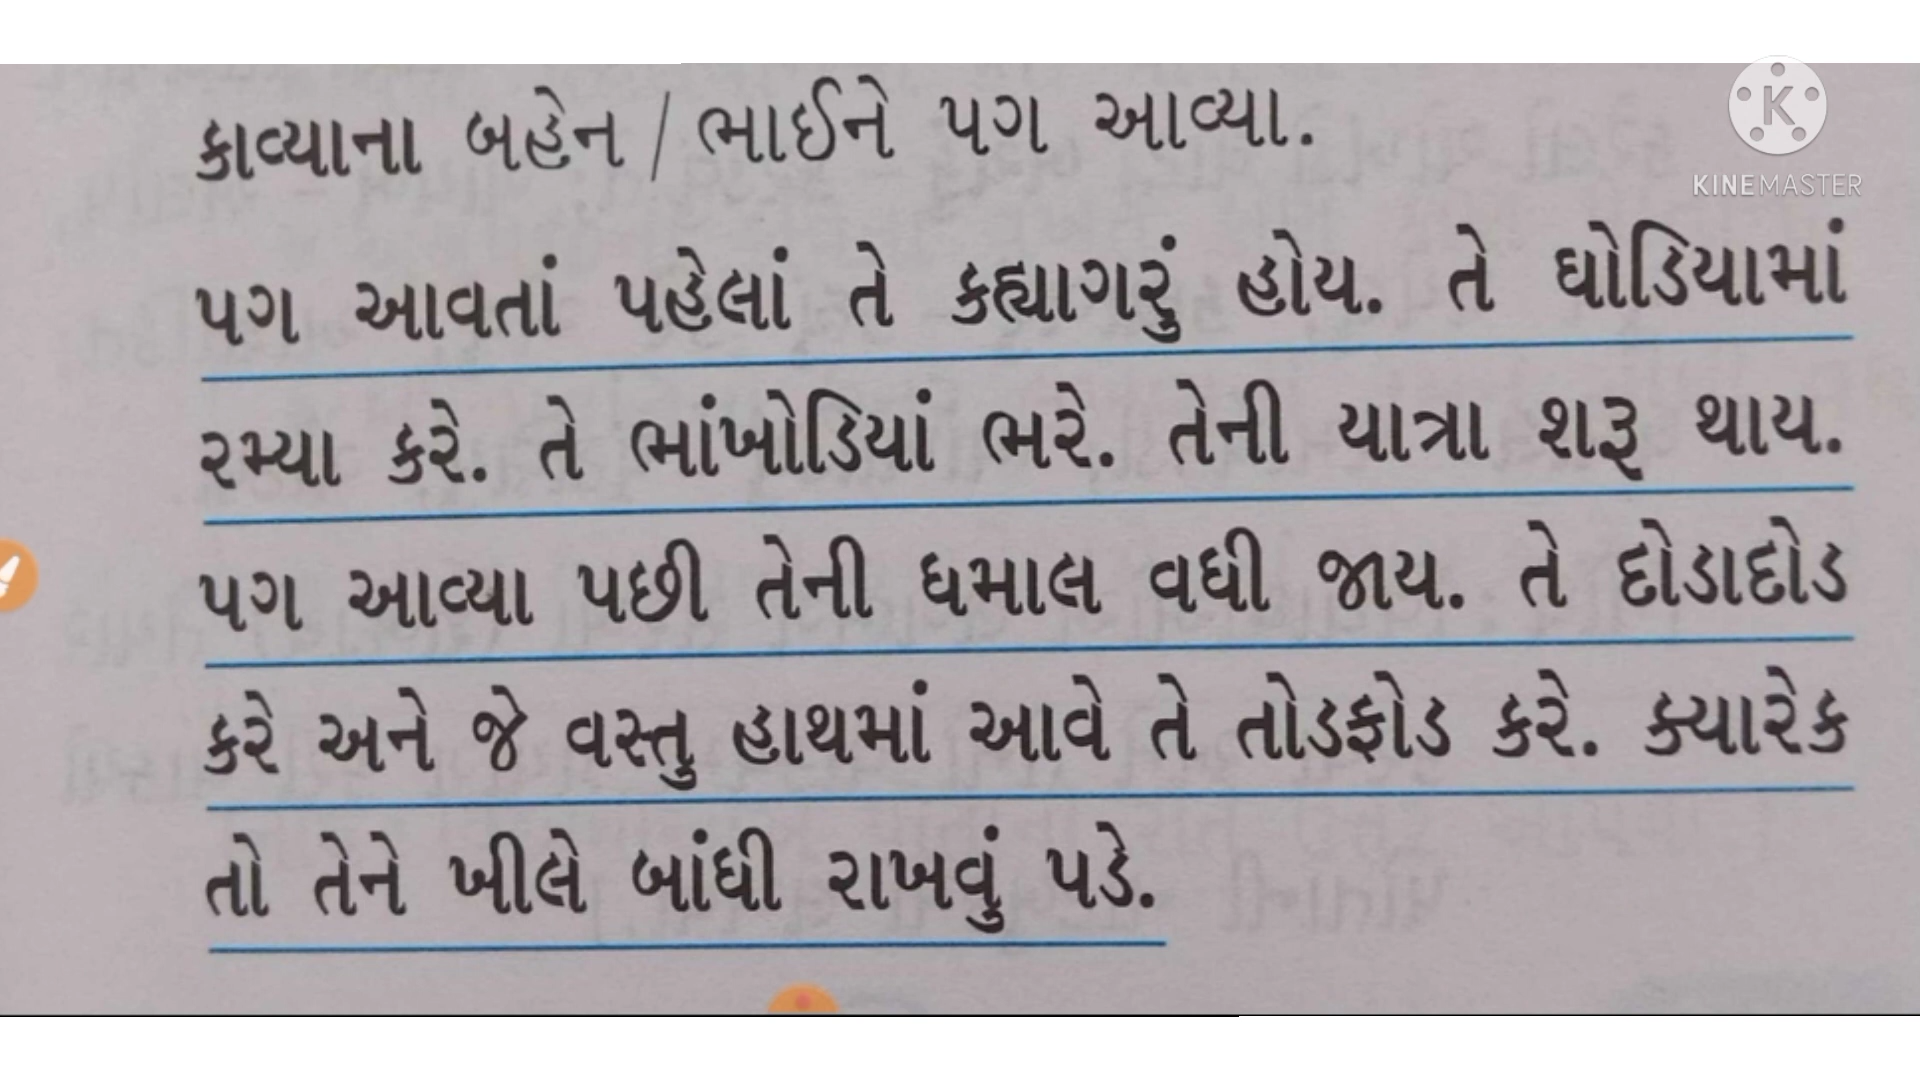 કાવ્યાના બહેન / ભાઈને પગ આવ્યા.
KINEMASTER
પગ આવતાં પહેલાં તે કહ્યાગરું હોય. તે ઘોડિયામાં
રમ્યા કરે. તે ભાંખોડિયાં ભરે. તેની યાત્રા શરૂ થાય.
પગ આવ્યા પછી તેની ધમાલ વધી જાય. તે દોડાદોડ
કરે અને જે વસ્તુ હાથમાં આવે તે તોડફોડ કરે. ક્યારેક
તો તેને ખીલે બાંધી રાખવું પડે.